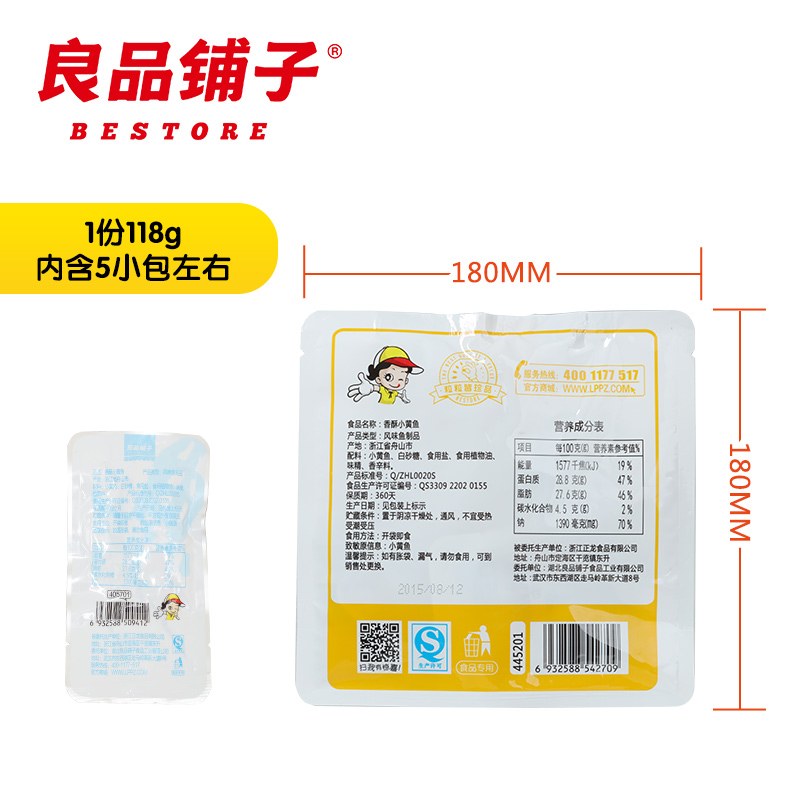 良品铺子®
BESTORE
1份118g
内含5小包左右
180MM
180MM
服务热线: 400 1177 517
官方商城: WWW.LPPZ.COM
BESTORE
食品名称: 香酥小黄鱼
产品类型: 风味鱼制品
产地: 浙江省舟山市
配料: 小黄鱼、白砂糖、食用盐、食用植物油、
味精、香辛料。
产品标准号: Q/ZHL0020S
食品生产许可证编号: QS3309 2202 0155
保质期: 360天
生产日期: 见包装上标示
贮藏条件: 置于阴凉干燥处,通风,不宜受热
受潮受压
食用方法: 开袋即食
致敏原信息: 小黄鱼
温馨提示: 如有胀袋、漏气,请勿食用,可到
销售处更换。
2015/08/12
营养成分表
项目 每100克(g) 营养素参考值%
能量 1577千焦(kJ) 19%
蛋白质 28.8 克(g) 47%
脂肪 27.6 克(g) 46%
碳水化合物 4.5 克(g) 2%
钠 1390 毫克(mg) 70%
被委托生产单位: 浙江正龙食品有限公司
地址: 舟山市定海区干览镇东升
委托单位: 湖北良品铺子食品工业有限公司
地址: 武汉市东西湖区走马岭革新大道8号
扫我有惊喜!
生产许可
食品专用
445201
6 932588 542709
良品铺子
405701
6 932588 509412